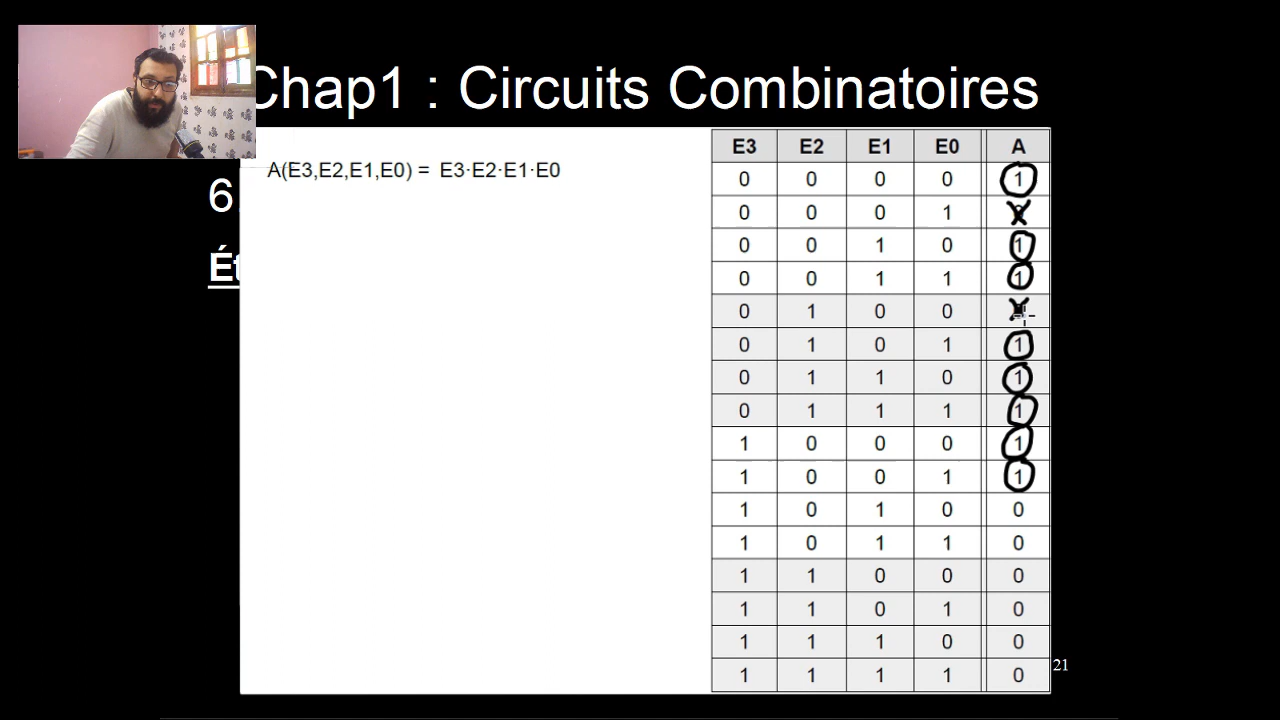 Chap1 : Circuits Combinatoires
6.
Ét
A(E3,E2,E1,E0) = E3·E2·E1·E0
E3 E2 E1 E0 A
0 0 0 0 1
0 0 0 1
0 0 1 0 1
0 0 1 1 1
0 1 0 0
0 1 0 1 1
0 1 1 0 1
0 1 1 1 1
1 0 0 0 1
1 0 0 1 1
1 0 1 0 0
1 0 1 1 0
1 1 0 0 0
1 1 0 1 0
1 1 1 0 0
1 1 1 1 0
21